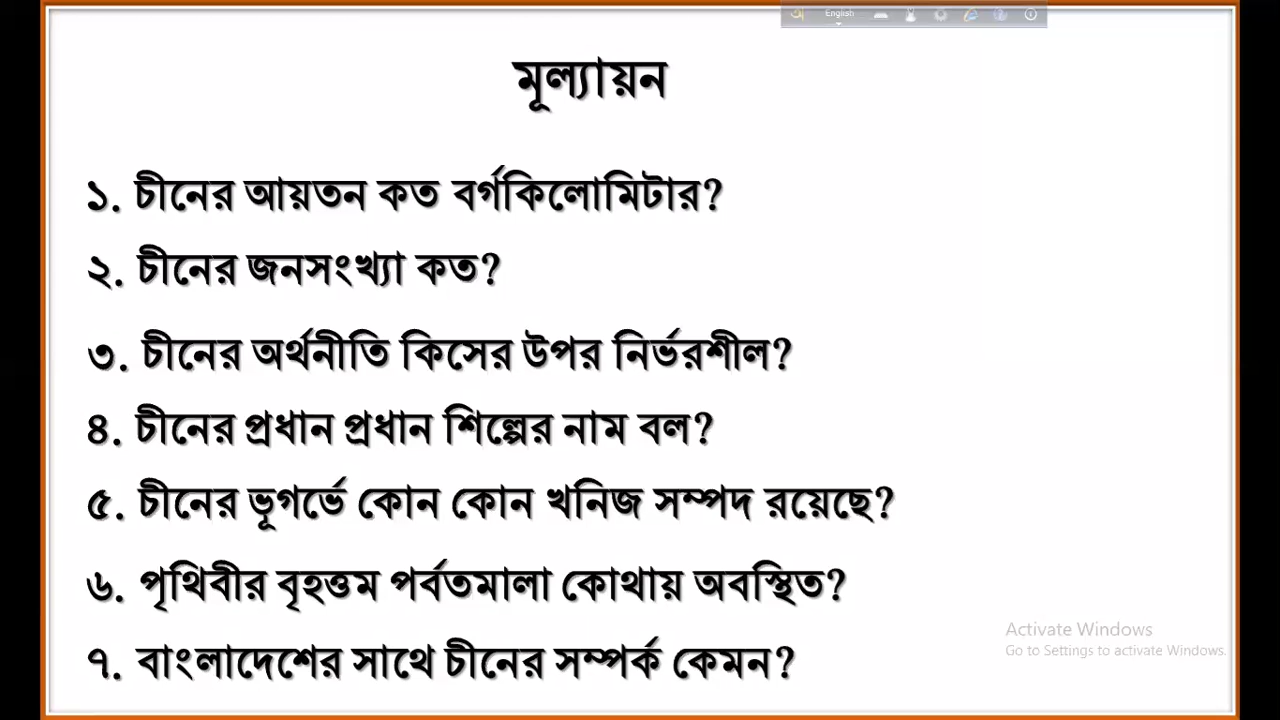 অ English
মূল্যায়ন
১. চীনের আয়তন কত বর্গকিলোমিটার?
২. চীনের জনসংখ্যা কত?
৩. চীনের অর্থনীতি কিসের উপর নির্ভরশীল?
৪. চীনের প্রধান প্রধান শিল্পের নাম বল?
৫. চীনের ভূগর্ভে কোন কোন খনিজ সম্পদ রয়েছে?
৬. পৃথিবীর বৃহত্তম পর্বতমালা কোথায় অবস্থিত?
৭. বাংলাদেশের সাথে চীনের সম্পর্ক কেমন?
Activate Windows
Go to Settings to activate Windows.